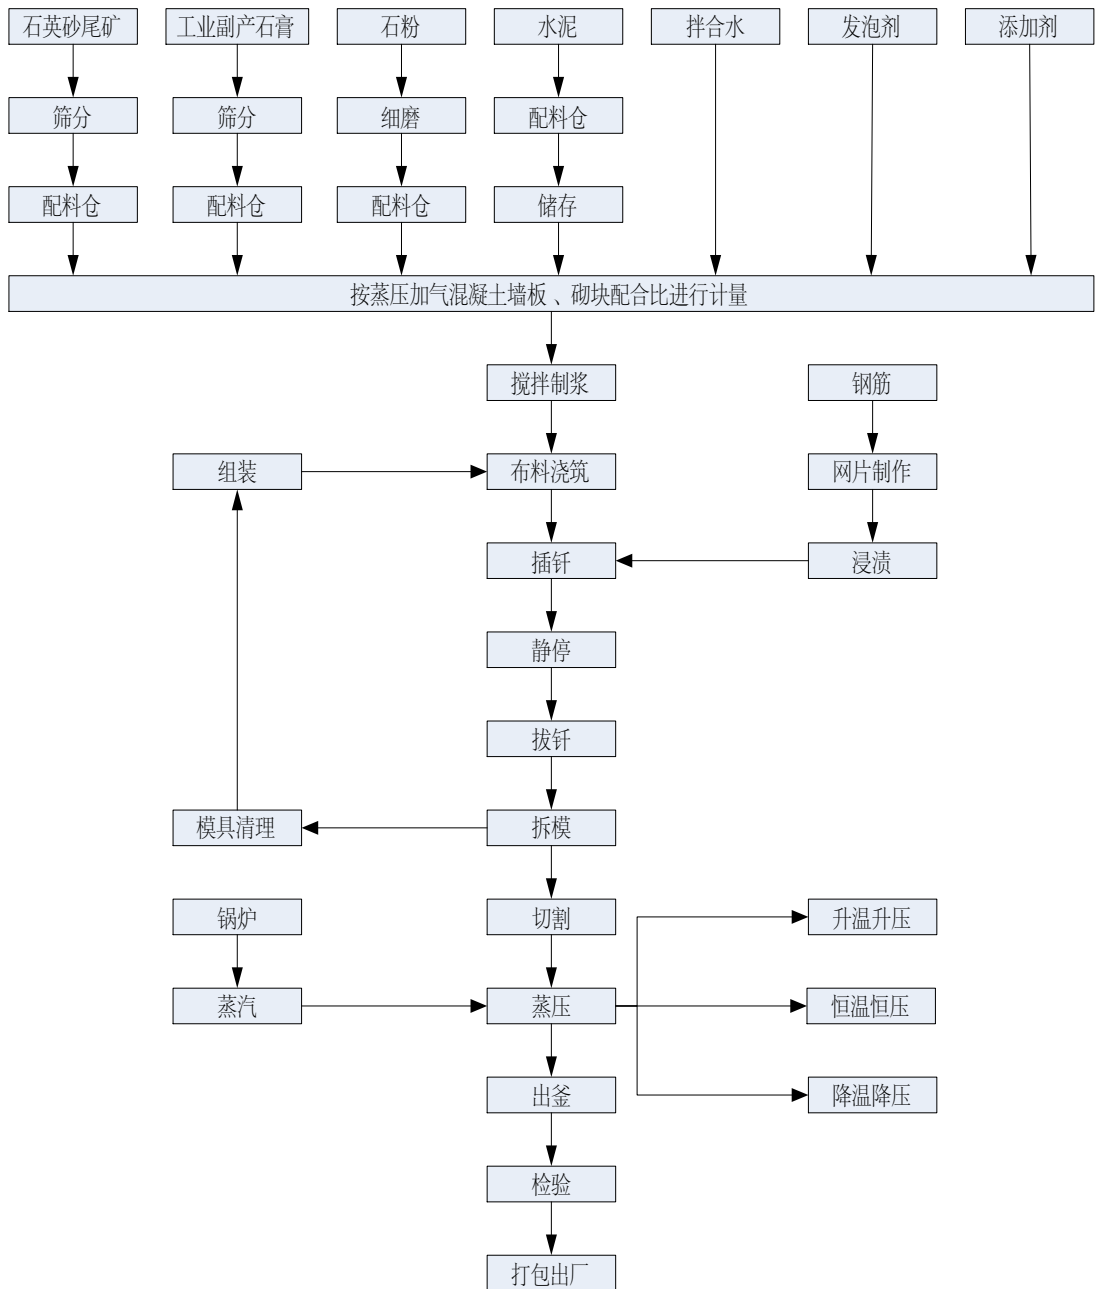 石英砂尾矿
工业副产石膏
石粉
水泥
拌合水
发泡剂
添加剂
筛分
筛分
细磨
配料仓
配料仓
配料仓
配料仓
储存
按蒸压加气混凝土墙板、砌块配合比进行计量
搅拌制浆
钢筋
组装
布料浇筑
网片制作
插钎
浸渍
静停
拔钎
模具清理
拆模
锅炉
切割
升温升压
蒸汽
蒸压
恒温恒压
出釜
降温降压
检验
打包出厂